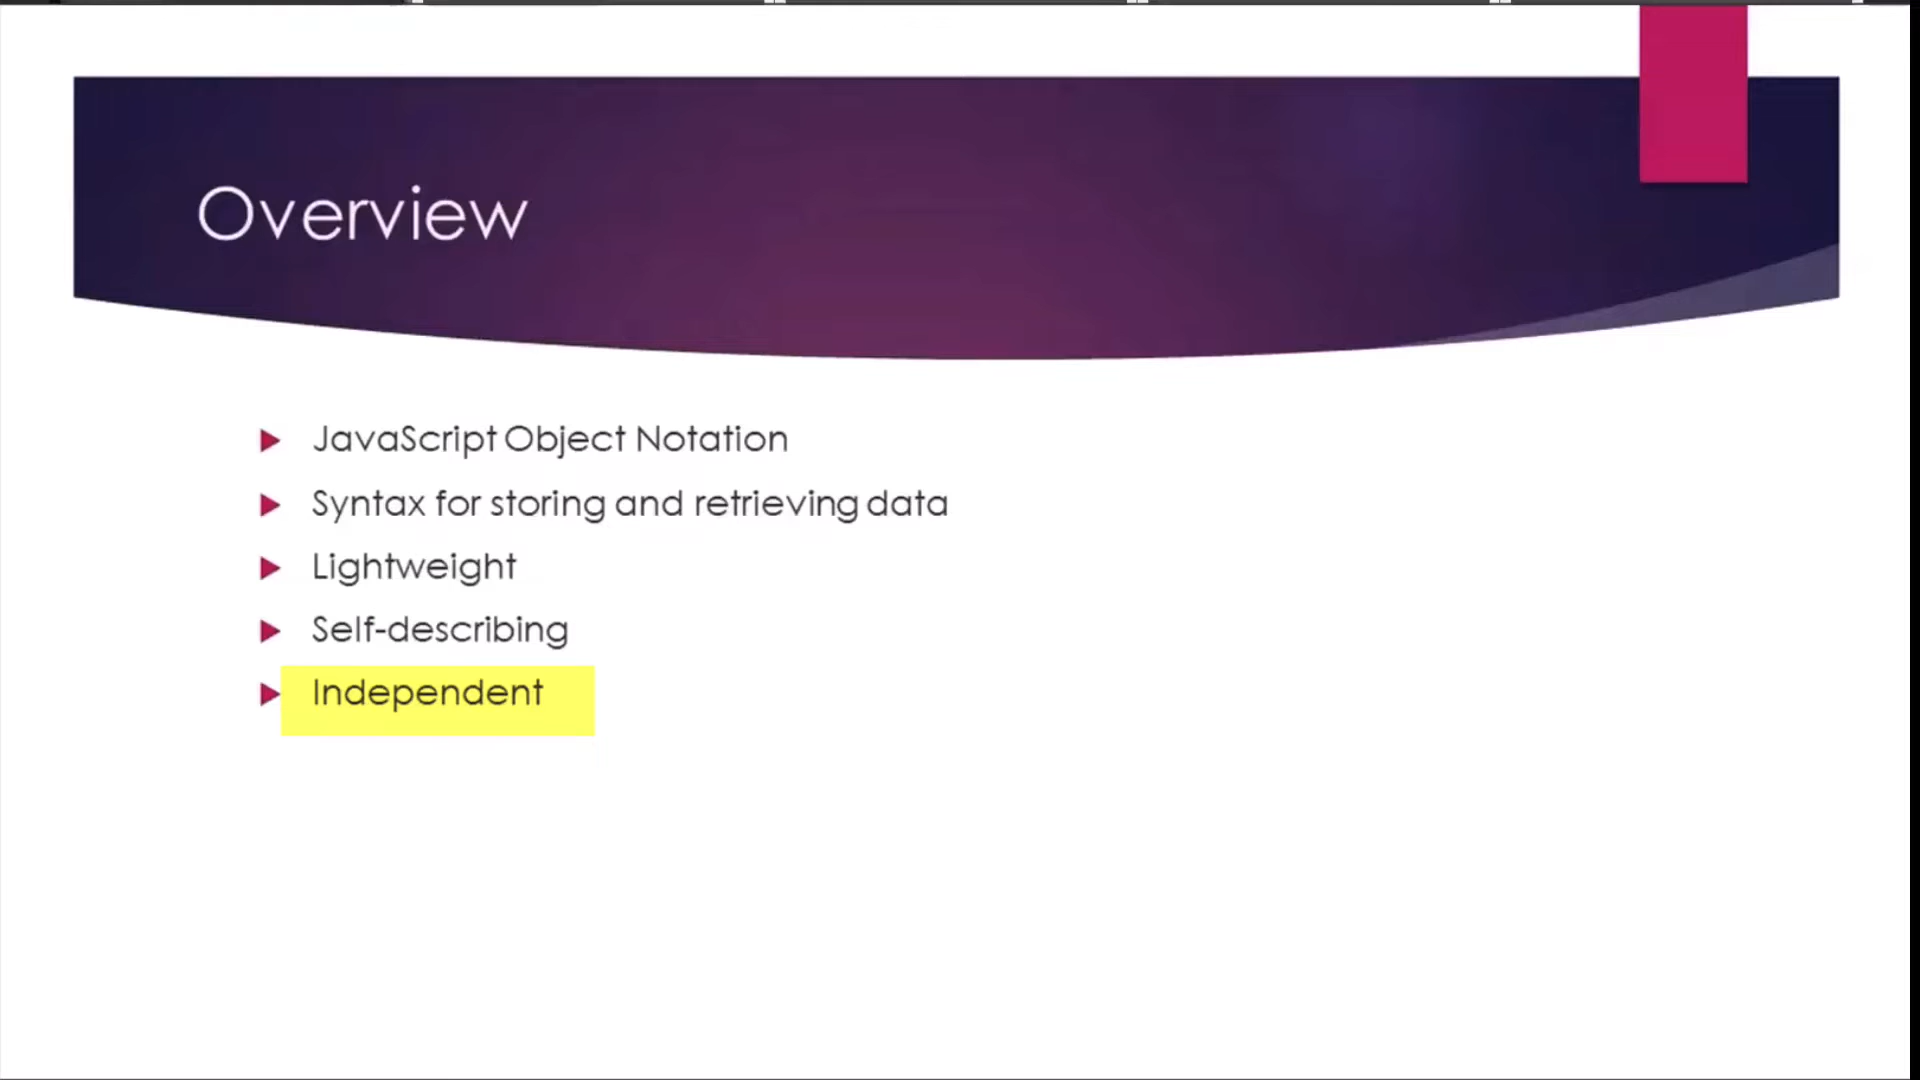 Overview
JavaScript Object Notation
Syntax for storing and retrieving data
Lightweight
Self-describing
Independent